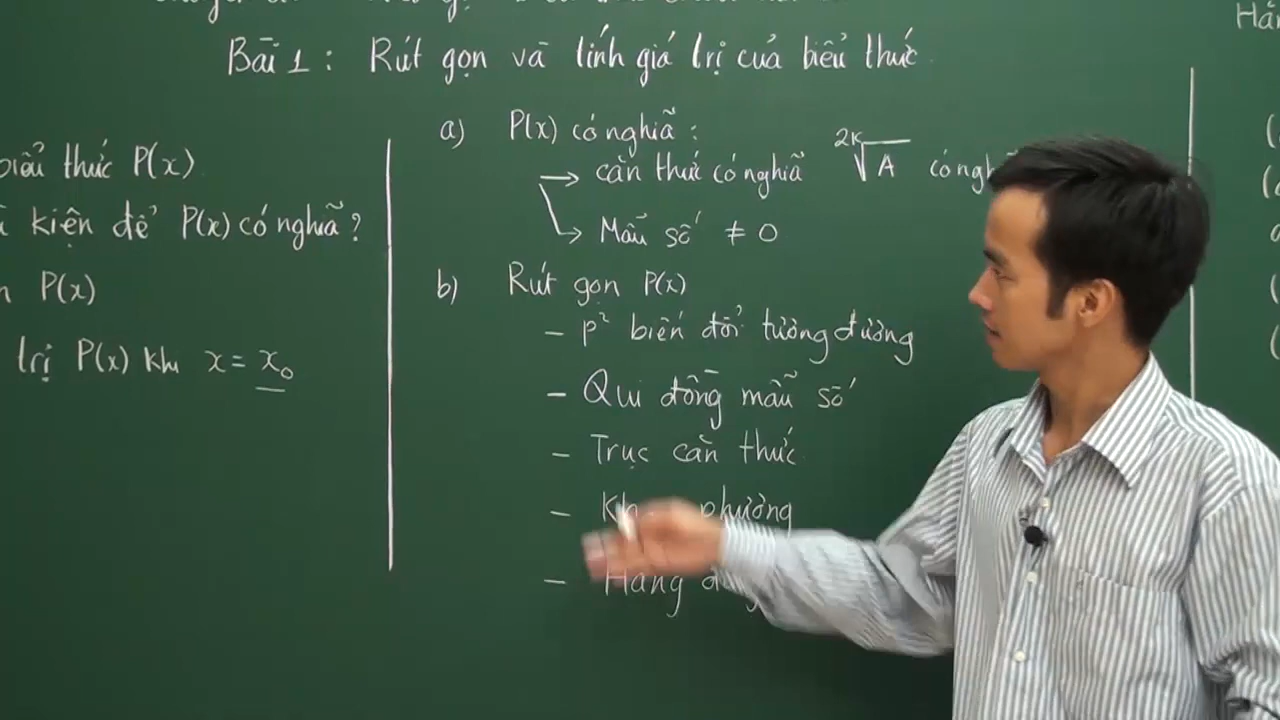 Bài 1 : Rút gọn và tính giá trị của biểu thức
biểu thức P(x)
kiện để P(x) có nghĩa ?
P(x)
trị P(x) khi x = x₀
a) P(x) có nghĩa :
→ căn thức có nghĩa
²ᴷ√A có
→ Mẫu số ≠ 0
b) Rút gọn P(x)
- P² biến đổi tương đương
- Qui đồng mẫu số
- Trục căn thức
- phương
- Hằng